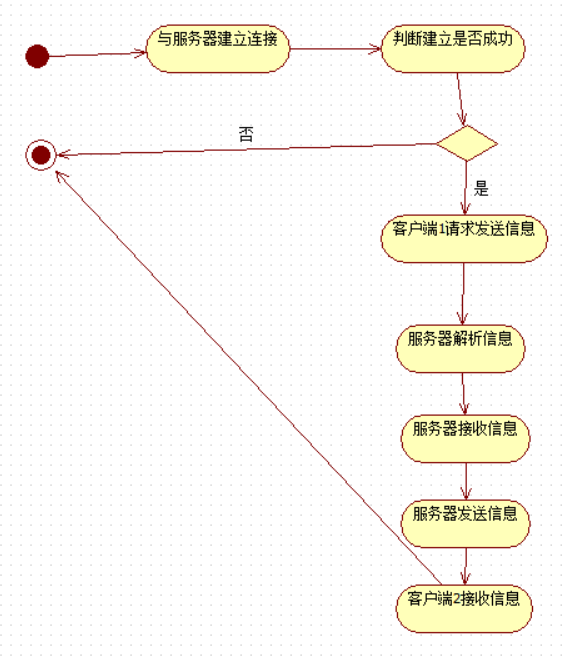 与服务器建立连接
判断建立是否成功
否
是
客户端1请求发送信息
服务器解析信息
服务器接收信息
服务器发送信息
客户端2接收信息